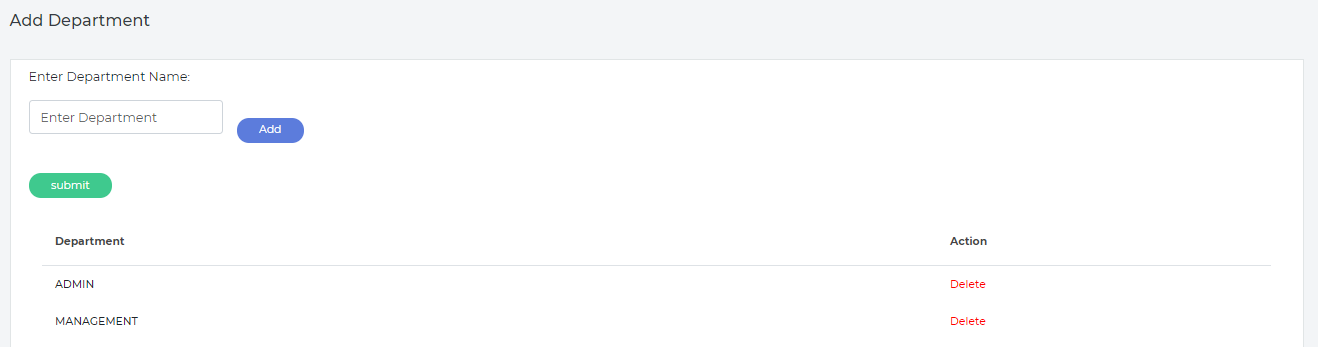 Add Department
Enter Department Name:
Enter Department
Add
submit
Department Action
ADMIN Delete
MANAGEMENT Delete